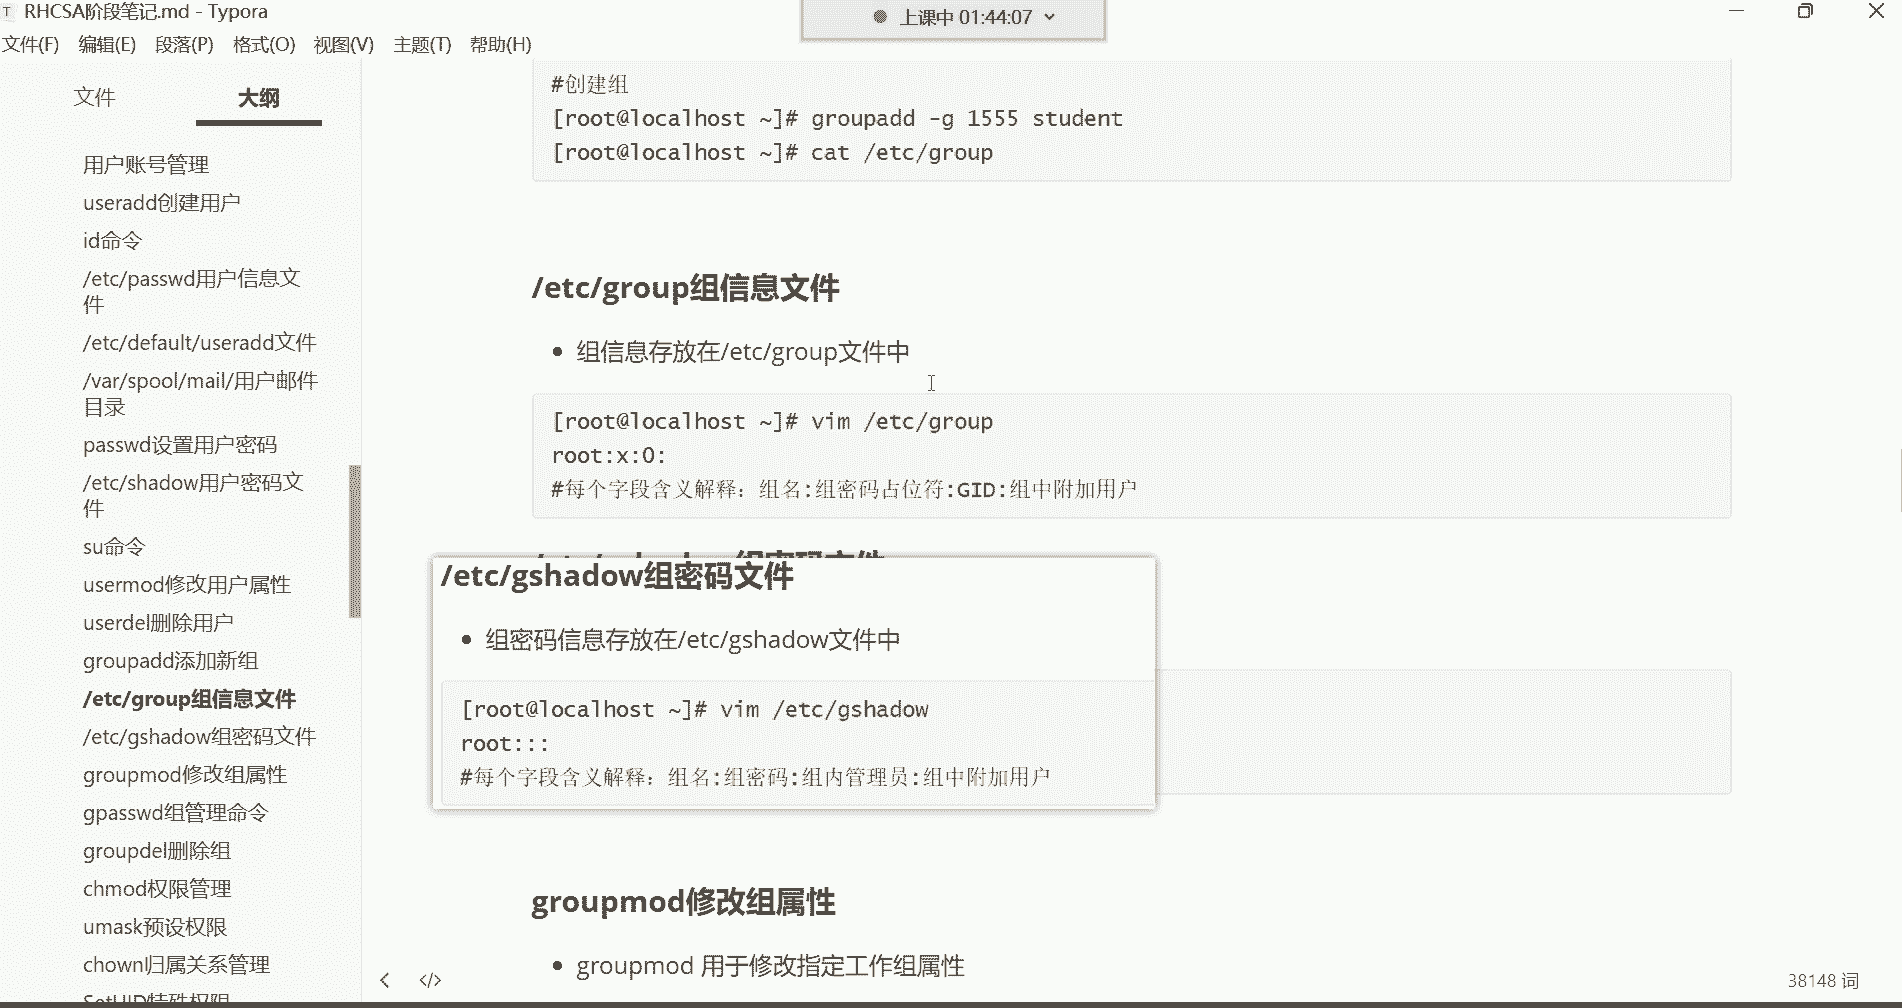 RHCSA阶段笔记.md - Typora
上课中 01:44:07
文件(F) 编辑(E) 段落(P) 格式(O) 视图(V) 主题(T) 帮助(H)
文件 大纲
用户账号管理
useradd创建用户
id命令
/etc/passwd用户信息文
件
/etc/default/useradd文件
/var/spool/mail/用户邮件
目录
passwd设置用户密码
/etc/shadow用户密码文
件
su命令
usermod修改用户属性
userdel删除用户
groupadd添加新组
/etc/group组信息文件
/etc/gshadow组密码文件
groupmod修改组属性
gpasswd组管理命令
groupdel删除组
chmod权限管理
umask预设权限
chown归属关系管理
SetUID特殊权限
#创建组
[root@localhost ~]# groupadd -g 1555 student
[root@localhost ~]# cat /etc/group
/etc/group组信息文件
组信息存放在/etc/group文件中
[root@localhost ~]# vim /etc/group
root:x:0:
#每个字段含义解释：组名:组密码占位符:GID:组中附加用户
/etc/gshadow组密码文件
组密码信息存放在/etc/gshadow文件中
[root@localhost ~]# vim /etc/gshadow
root:::
#每个字段含义解释：组名:组密码:组内管理员:组中附加用户
groupmod修改组属性
groupmod 用于修改指定工作组属性
38148 词